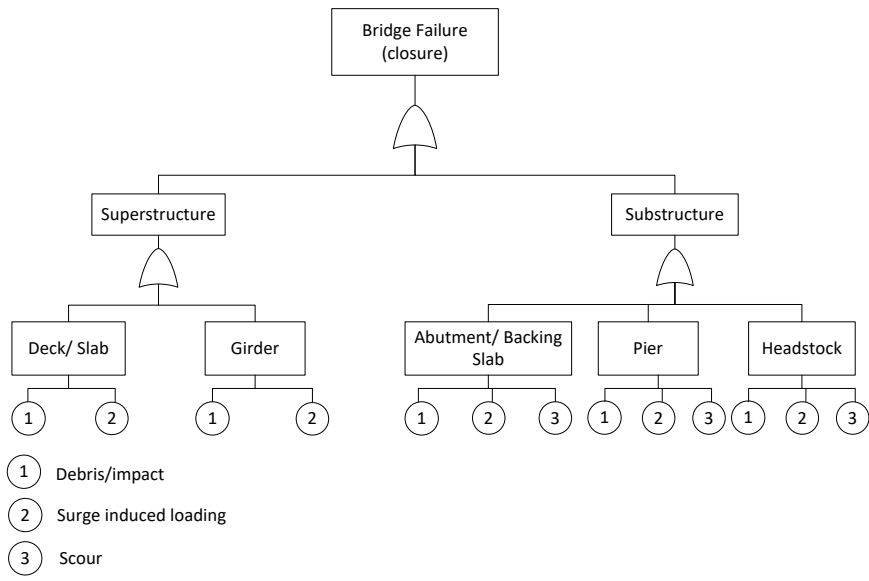 Bridge Failure
(closure)
Superstructure
Substructure
Deck/ Slab
Girder
Abutment/ Backing
Slab
Pier
Headstock
1 2 1 2 1 2 3 1 2 3 1 2 3
1 Debris/impact
2 Surge induced loading
3 Scour